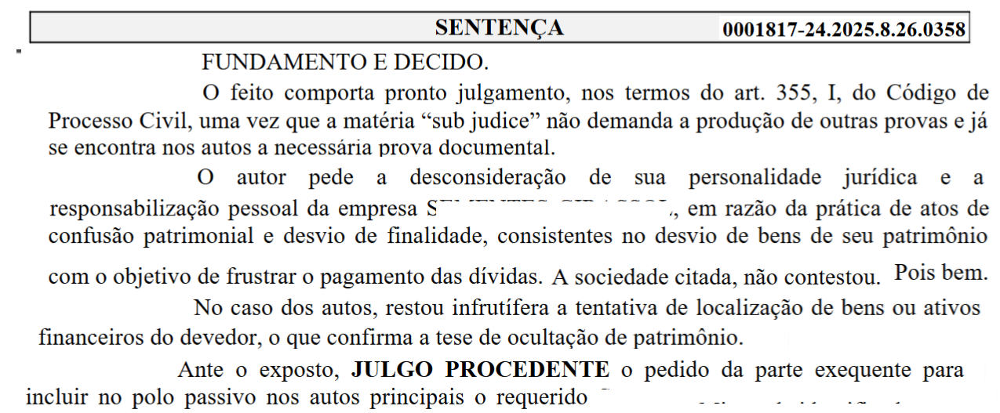 SENTENÇA 0001817-24.2025.8.26.0358
FUNDAMENTO E DECIDO.
O feito comporta pronto julgamento, nos termos do art. 355, I, do Código de
Processo Civil, uma vez que a matéria “sub judice” não demanda a produção de outras provas e já
se encontra nos autos a necessária prova documental.
O autor pede a desconsideração de sua personalidade jurídica e a
responsabilização pessoal da empresa , em razão da prática de atos de
confusão patrimonial e desvio de finalidade, consistentes no desvio de bens de seu patrimônio
com o objetivo de frustrar o pagamento das dívidas. A sociedade citada, não contestou. Pois bem.
No caso dos autos, restou infrutífera a tentativa de localização de bens ou ativos
financeiros do devedor, o que confirma a tese de ocultação de patrimônio.
Ante o exposto, JULGO PROCEDENTE o pedido da parte exequente para
incluir no polo passivo nos autos principais o requerido